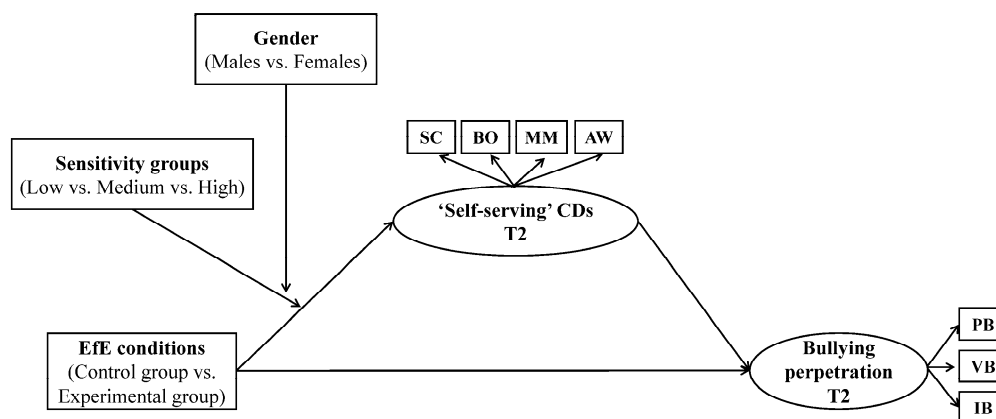 Gender
(Males vs. Females)
SC
BO
MM
AW
Sensitivity groups
(Low vs. Medium vs. High)
‘Self-serving’ CDs
T2
EfE conditions
(Control group vs.
Experimental group)
Bullying
perpetration
T2
PB
VB
IB